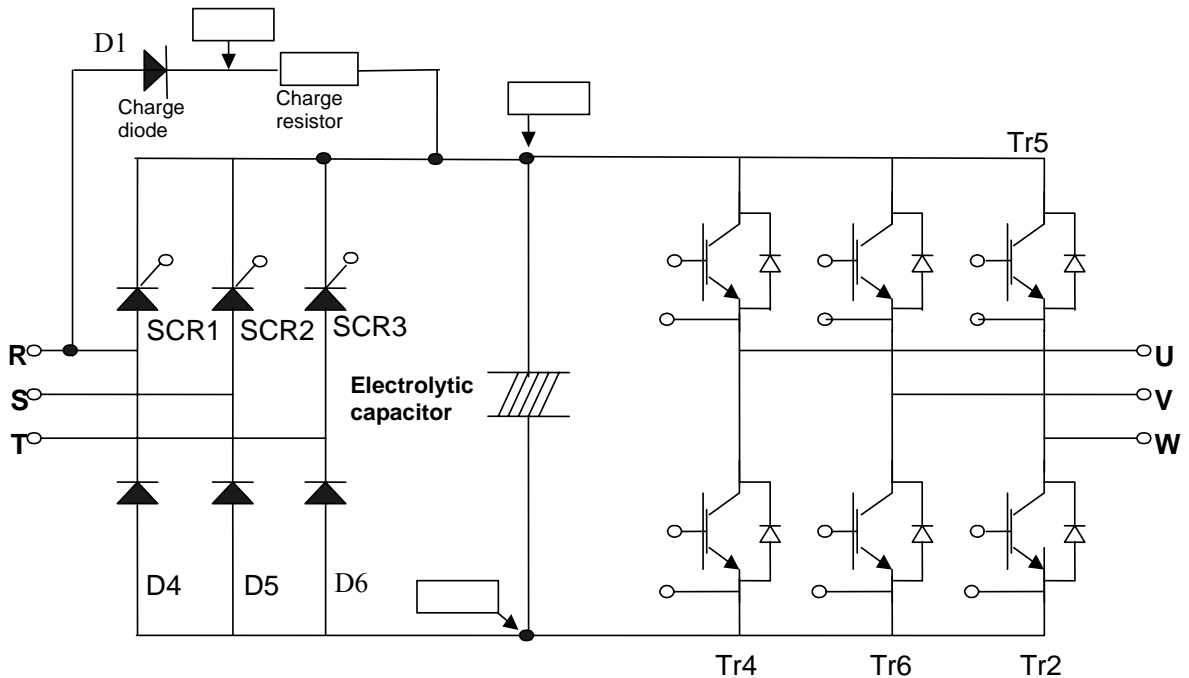 D1
Charge
diode
Charge
resistor
Tr5
SCR1
SCR2
SCR3
R
S
T
Electrolytic
capacitor
U
V
W
D4
D5
D6
Tr4
Tr6
Tr2